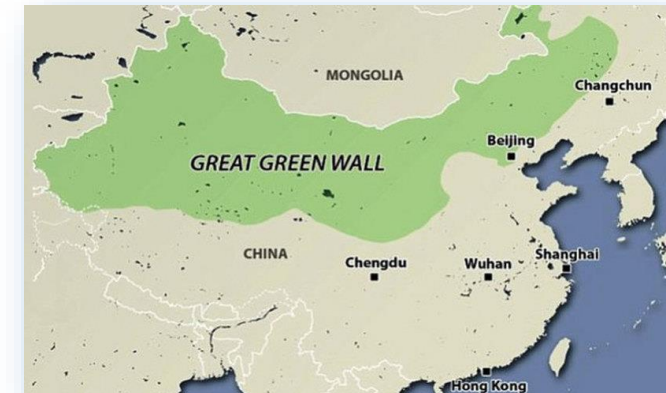 MONGOLIA
Changchun
Beijing
GREAT GREEN WALL
CHINA
Chengdu
Wuhan
Shanghai
Hong Kong